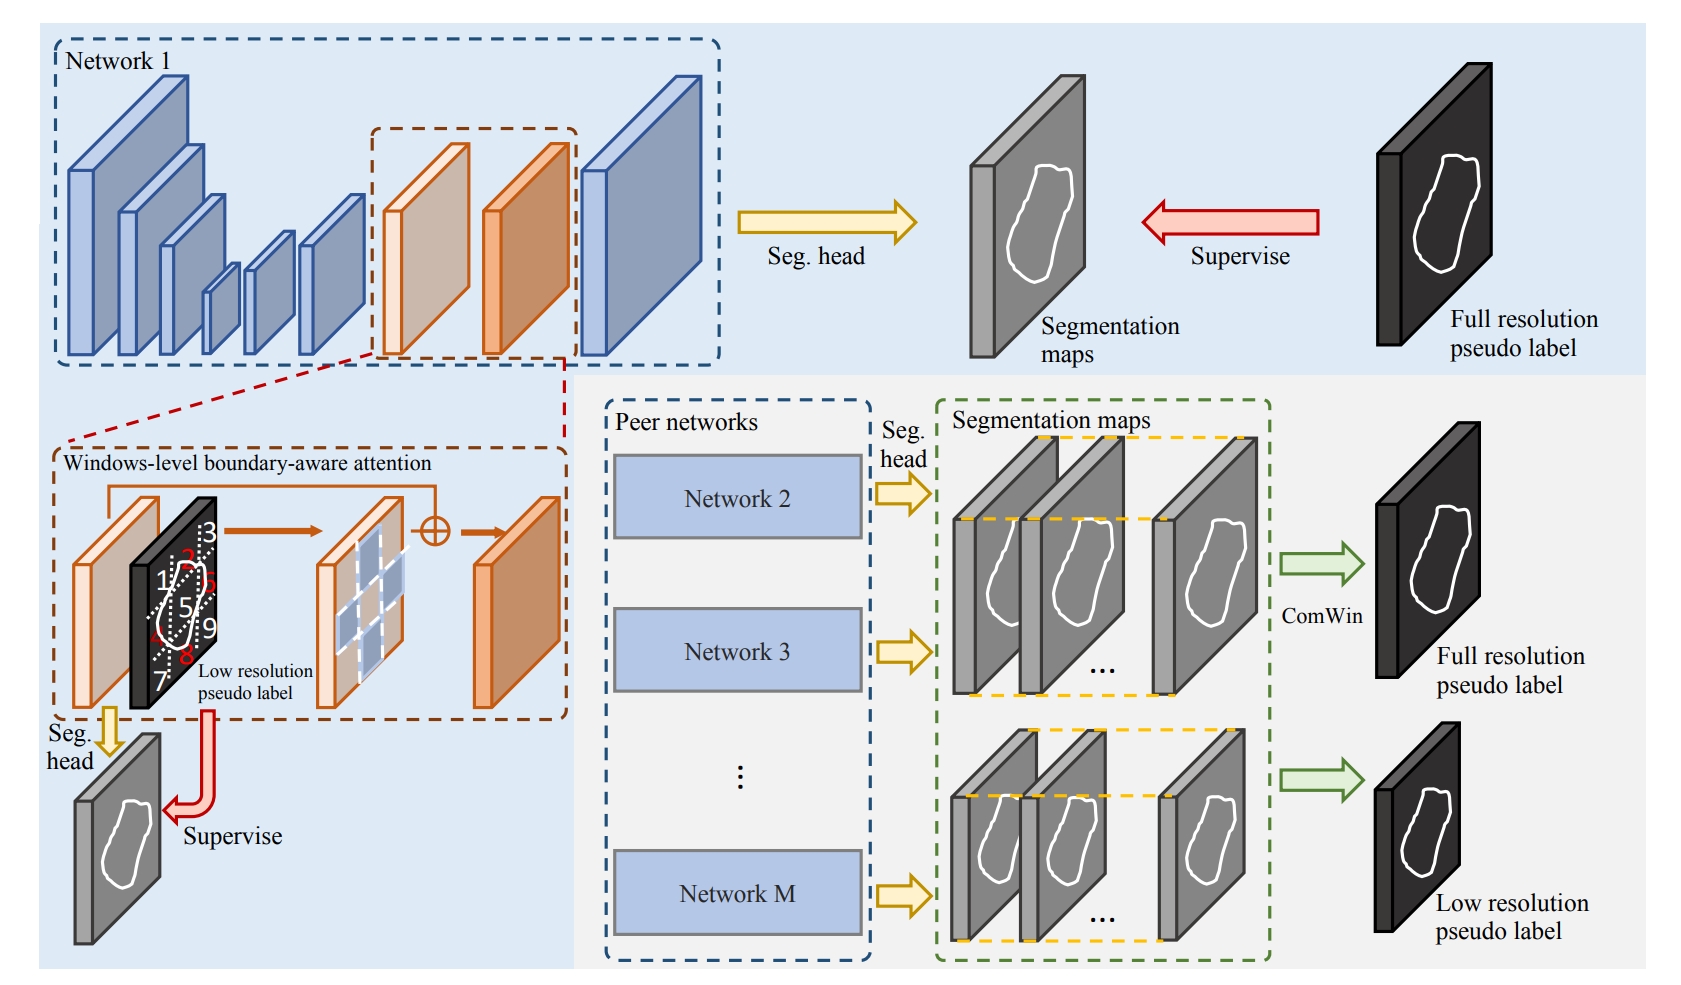 Network 1
Seg. head
Supervise
Segmentation
maps
Full resolution
pseudo label
Windows-level boundary-aware attention
3
2
1
6
5
9
4
8
7
Low resolution
pseudo label
Seg.
head
Supervise
Peer networks
Network 2
Network 3
⋮
Network M
Seg.
head
Segmentation maps
...
...
ComWin
Full resolution
pseudo label
Low resolution
pseudo label